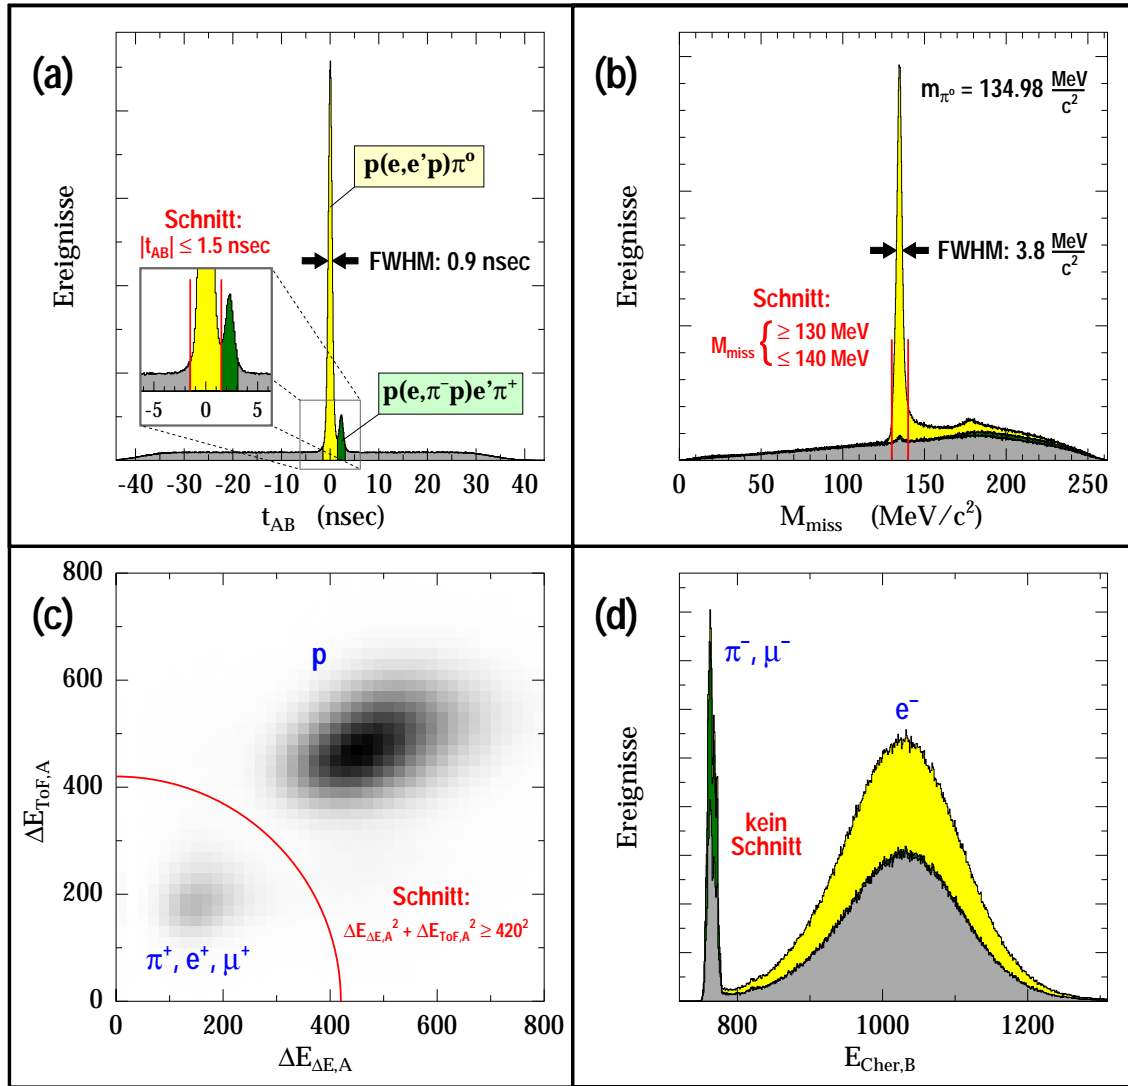 (a)
p(e,e'p)π⁰
Schnitt:
|t_AB| ≤ 1.5 nsec
FWHM: 0.9 nsec
-5 0 5
p(e,π⁻p)e'π⁺
Ereignisse
-40 -30 -20 -10 0 10 20 30 40
t_AB (nsec)
(b)
m_π⁰ = 134.98 MeV/c²
FWHM: 3.8 MeV/c²
Schnitt:
M_miss { ≥ 130 MeV
≤ 140 MeV
Ereignisse
0 50 100 150 200 250
M_miss (MeV/c²)
(c)
800
600
400
200
0
ΔE_ToF,A
p
π⁺, e⁺, μ⁺
Schnitt:
ΔE_ΔE,A² + ΔE_ToF,A² ≥ 420²
0 200 400 600 800
ΔE_ΔE,A
(d)
π⁻, μ⁻
e⁻
kein
Schnitt
Ereignisse
800 1000 1200
E_Cher,B